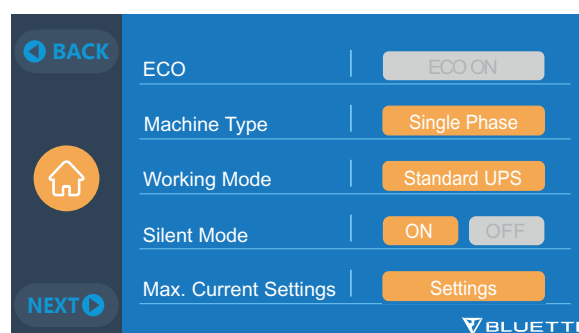 BACK
ECO
ECO ON
Machine Type
Single Phase
Working Mode
Standard UPS
Silent Mode
ON
OFF
Max. Current Settings
Settings
NEXT
BLUETTI